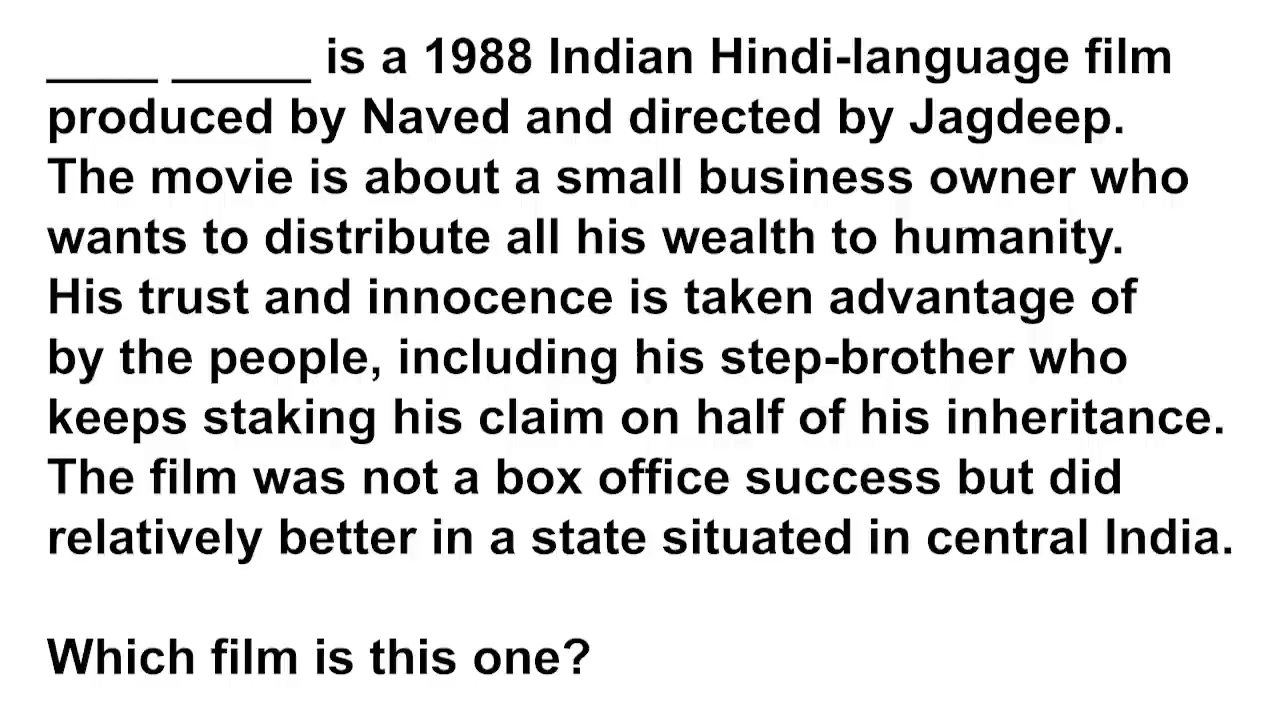 ____ _____ is a 1988 Indian Hindi-language film
produced by Naved and directed by Jagdeep.
The movie is about a small business owner who
wants to distribute all his wealth to humanity.
His trust and innocence is taken advantage of
by the people, including his step-brother who
keeps staking his claim on half of his inheritance.
The film was not a box office success but did
relatively better in a state situated in central India.
Which film is this one?